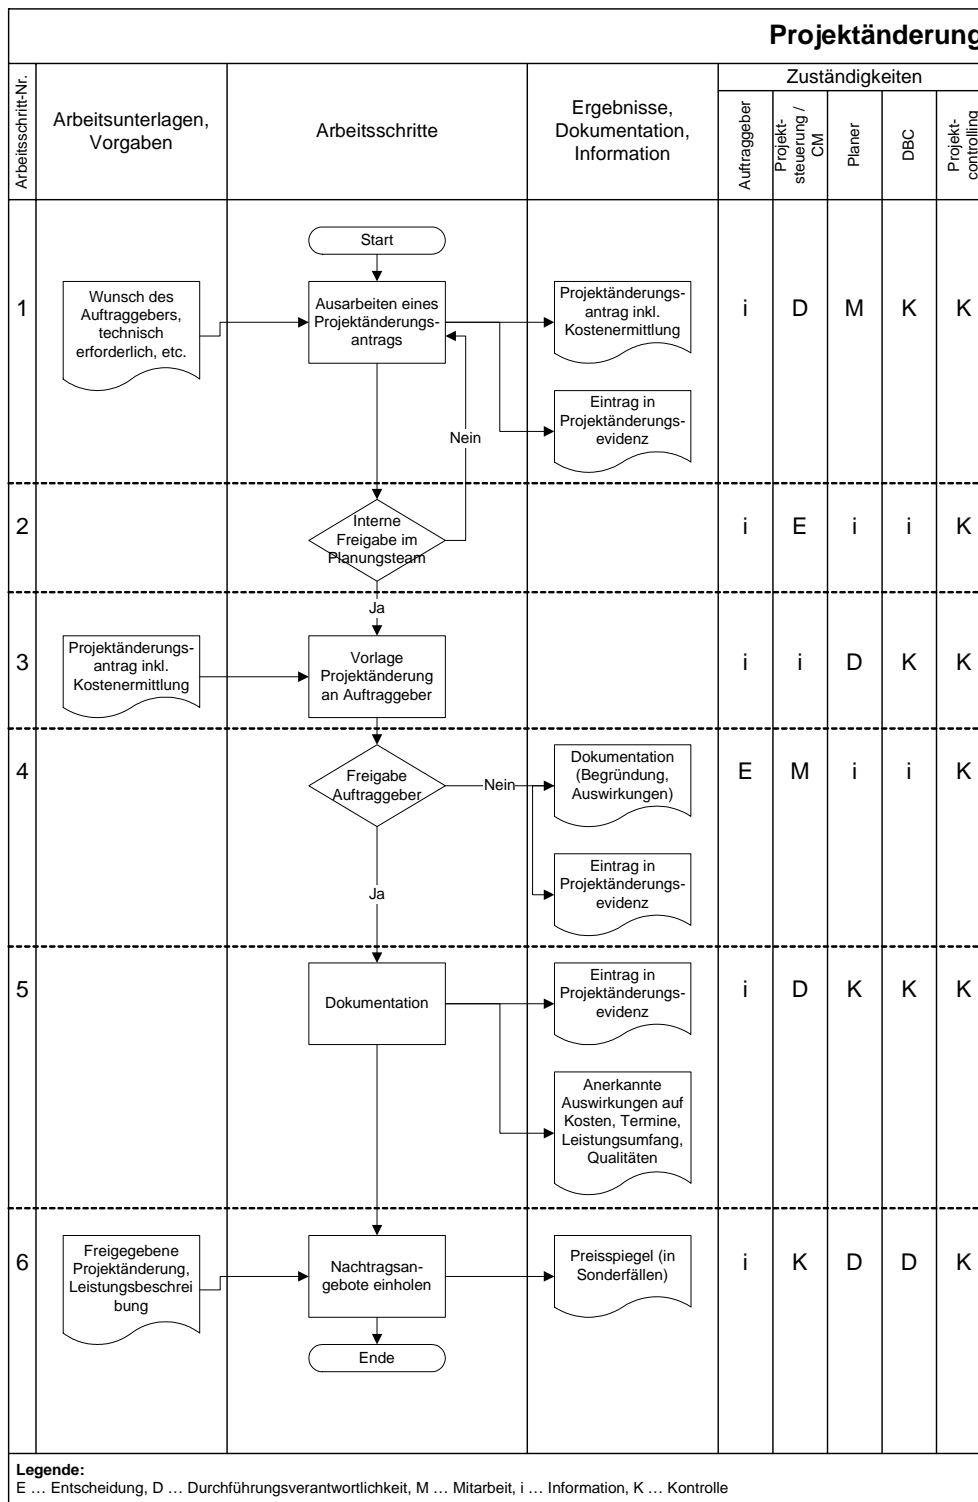 Projektänderung
Arbeitsschritt-Nr.
Arbeitsunterlagen,
Vorgaben
Arbeitsschritte
Ergebnisse,
Dokumentation,
Information
Zuständigkeiten
Auftraggeber
Projekt-
steuerung /
CM
Planer
DBC
Projekt-
controlling
Start
1
Wunsch des
Auftraggebers,
technisch
erforderlich, etc.
Ausarbeiten eines
Projektänderungs-
antrags
Projektänderungs-
antrag inkl.
Kostenermittlung
i D M K K
Eintrag in
Projektänderungs-
evidenz
Nein
2
Interne
Freigabe im
Planungsteam
i E i i K
Ja
3
Projektänderungs-
antrag inkl.
Kostenermittlung
Vorlage
Projektänderung
an Auftraggeber
i i D K K
4
Freigabe
Auftraggeber
Nein
Dokumentation
(Begründung,
Auswirkungen)
E M i i K
Eintrag in
Projektänderungs-
evidenz
Ja
5
Dokumentation
Eintrag in
Projektänderungs-
evidenz
i D K K K
Anerkannte
Auswirkungen auf
Kosten, Termine,
Leistungsumfang,
Qualitäten
6
Freigegebene
Projektänderung,
Leistungsbeschrei
bung
Nachtragsan-
gebote einholen
Preisspiegel (in
Sonderfällen)
i K D D K
Ende
Legende:
E … Entscheidung, D … Durchführungsverantwortlichkeit, M … Mitarbeit, i … Information, K … Kontrolle